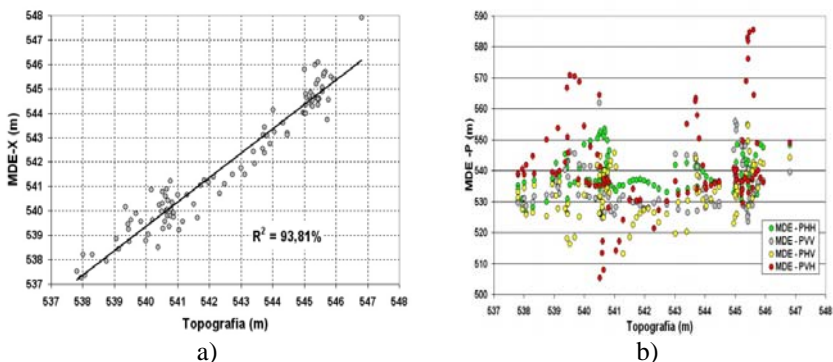 548
547
546
545
544
543
542
541
540
539
538
537
MDE-X (m)
R² = 93,81%
537 538 539 540 541 542 543 544 545 546 547 548
Topografia (m)
a)
590
580
570
560
550
540
530
520
510
500
MDE -P (m)
MDE - PHH
MDE - PVV
MDE - PHV
MDE - PVH
537 538 539 540 541 542 543 544 545 546 547 548
Topografia (m)
b)